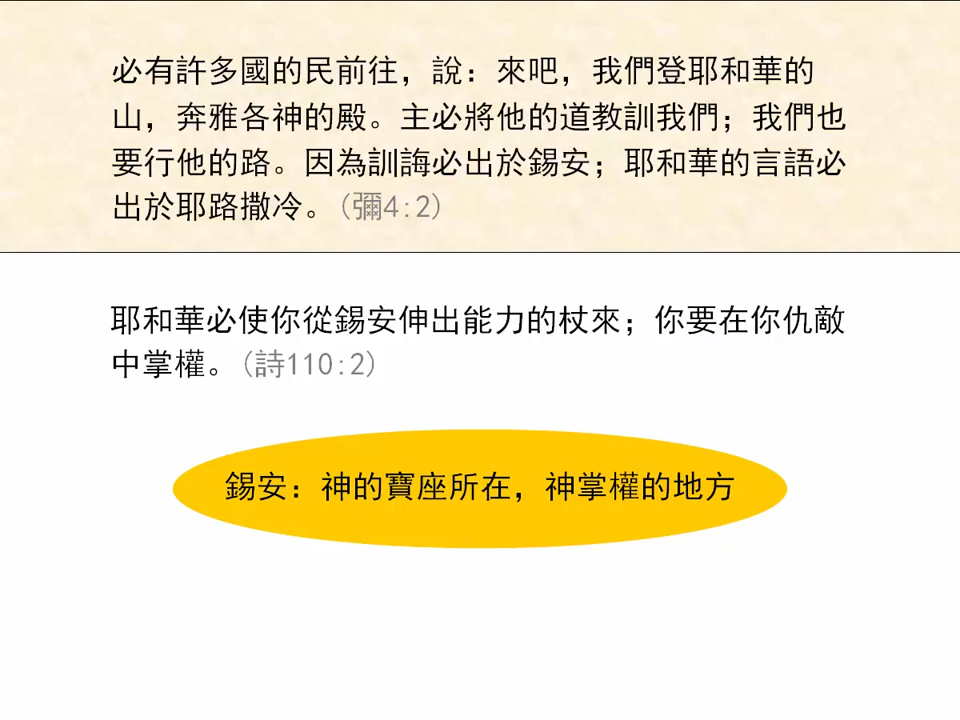 必有許多國的民前往，說：來吧，我們登耶和華的
山，奔雅各神的殿。主必將他的道教訓我們；我們也
要行他的路。因為訓誨必出於錫安；耶和華的言語必
出於耶路撒冷。(彌4:2)
耶和華必使你從錫安伸出能力的杖來；你要在你仇敵
中掌權。(詩110:2)
錫安：神的寶座所在，神掌權的地方